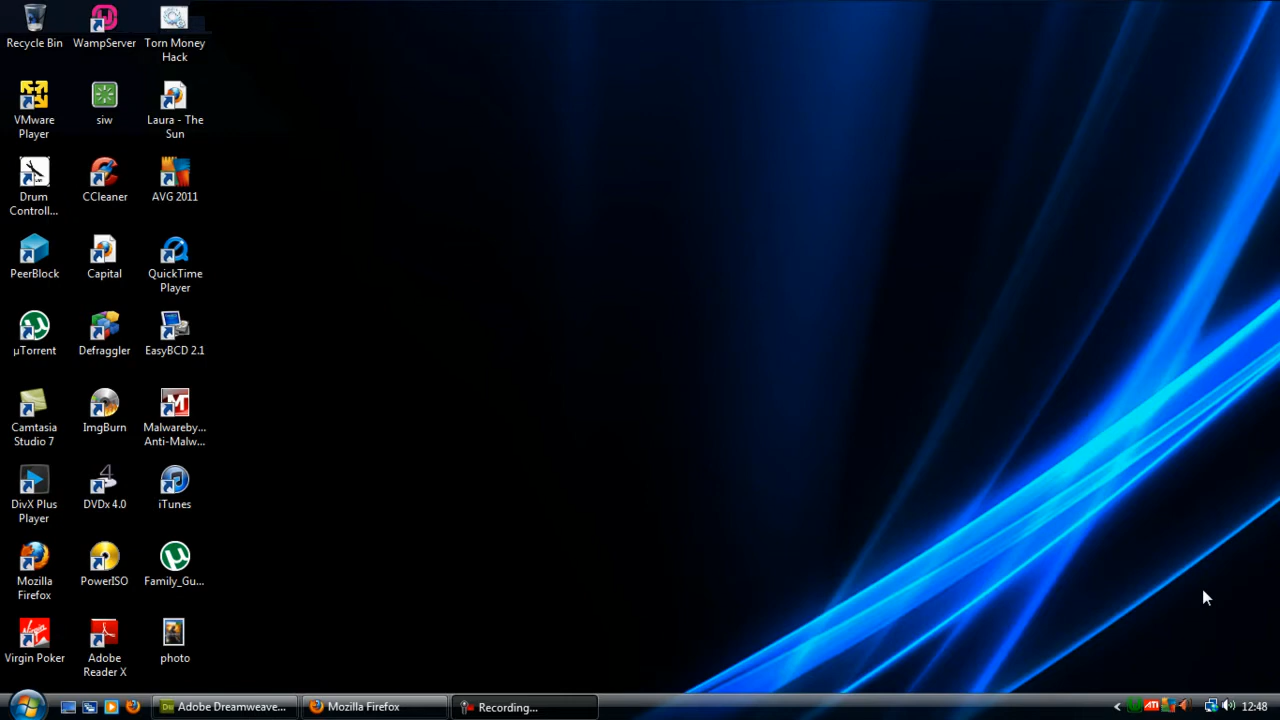 Recycle Bin
WampServer
Torn Money
Hack
VMware
Player
siw
Laura - The
Sun
Drum
Controll...
CCleaner
AVG 2011
PeerBlock
Capital
QuickTime
Player
µTorrent
Defraggler
EasyBCD 2.1
Camtasia
Studio 7
ImgBurn
Malwareby...
Anti-Malw...
DivX Plus
Player
DVDx 4.0
iTunes
Mozilla
Firefox
PowerISO
Family_Gu...
Virgin Poker
Adobe
Reader X
photo
Adobe Dreamweave...
Mozilla Firefox
Recording...
ATI
12:48